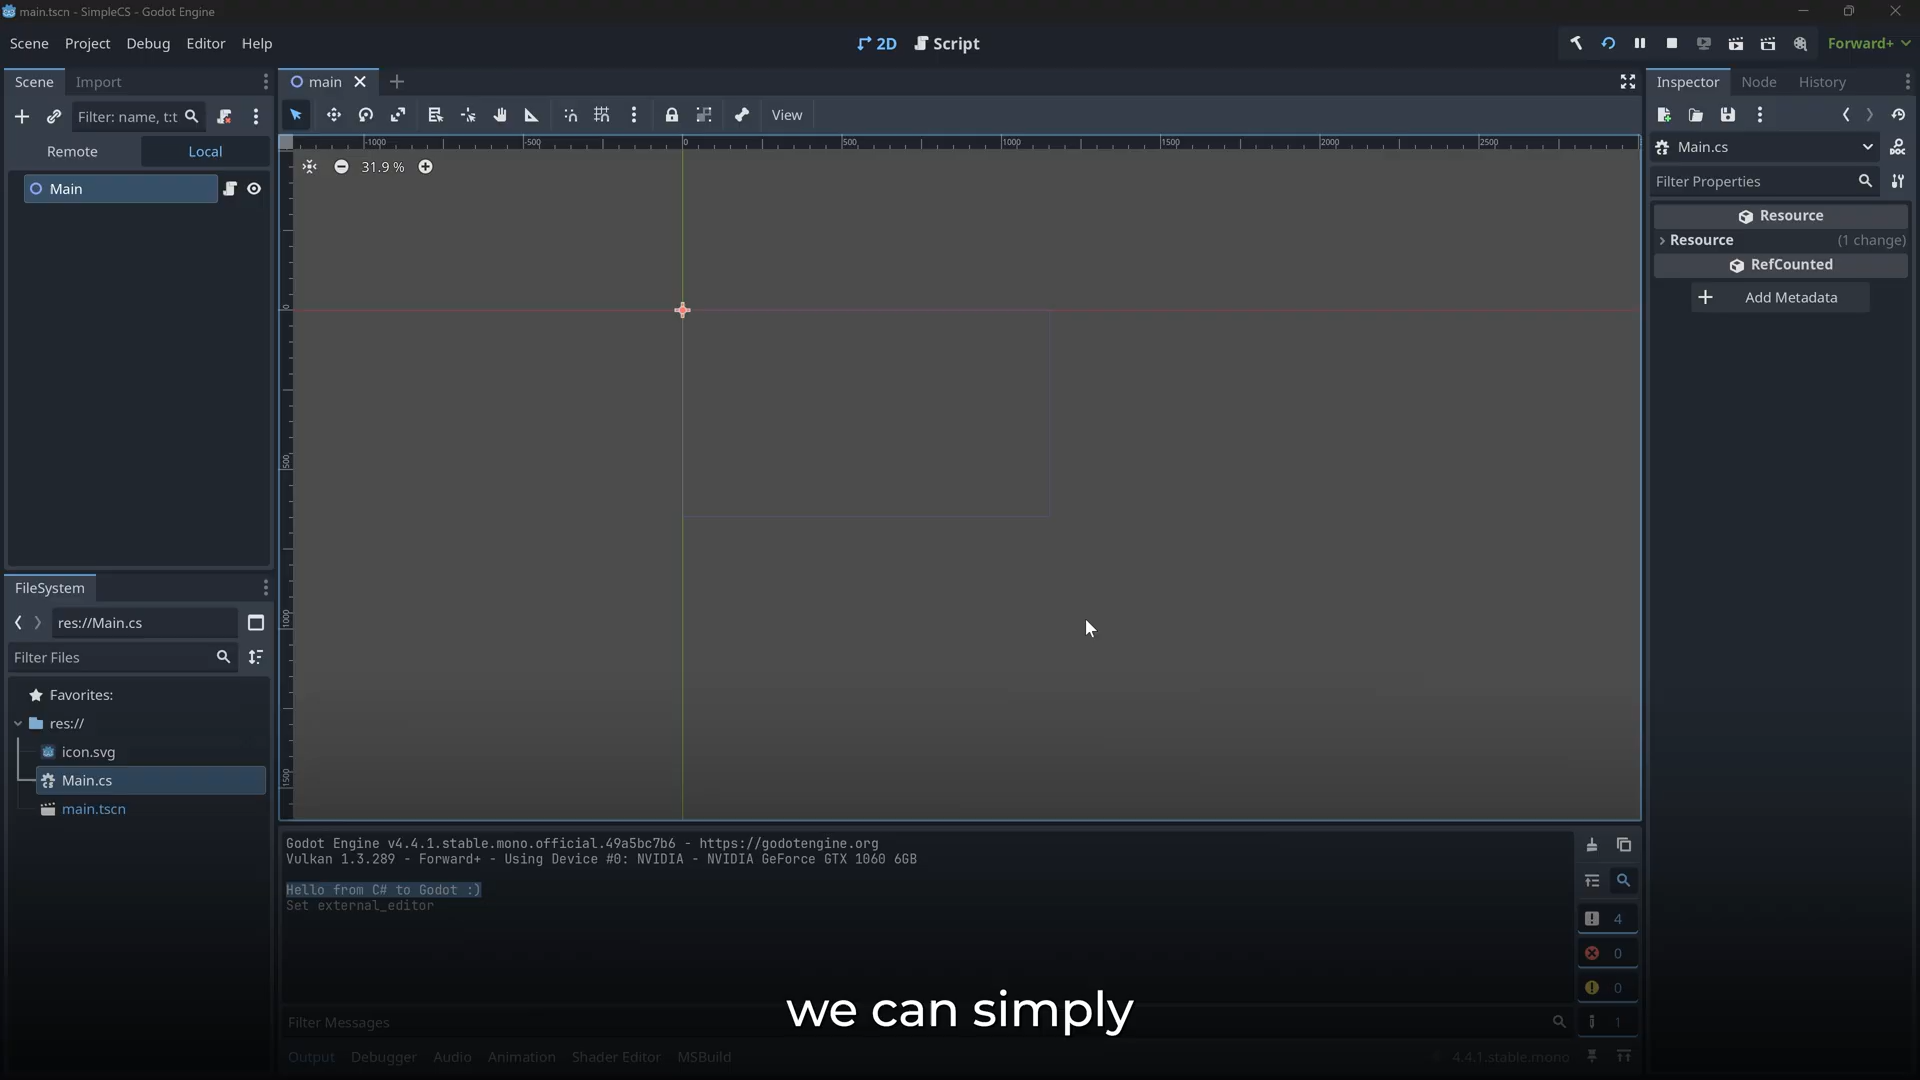 main.tscn - SimpleCS - Godot Engine
Scene Project Debug Editor Help
2D Script
Forward+
Scene Import
main
Inspector Node History
Filter: name, t:t
View
Remote Local
Main.cs
31.9 %
Filter Properties
Main
Resource
Resource (1 change)
RefCounted
Add Metadata
-1000 -500 0 500 1000 1500 2000 2500
0
500
1000
1500
FileSystem
res://Main.cs
Filter Files
Favorites:
res://
icon.svg
Main.cs
main.tscn
Godot Engine v4.4.1.stable.mono.official.49a5bc7b6 - https://godotengine.org
Vulkan 1.3.289 - Forward+ - Using Device #0: NVIDIA - NVIDIA GeForce GTX 1060 6GB
Hello from C# to Godot :)
Set external_editor
4
0
0
1
we can simply
Filter Messages
Output Debugger Audio Animation Shader Editor MSBuild
4.4.1.stable.mono